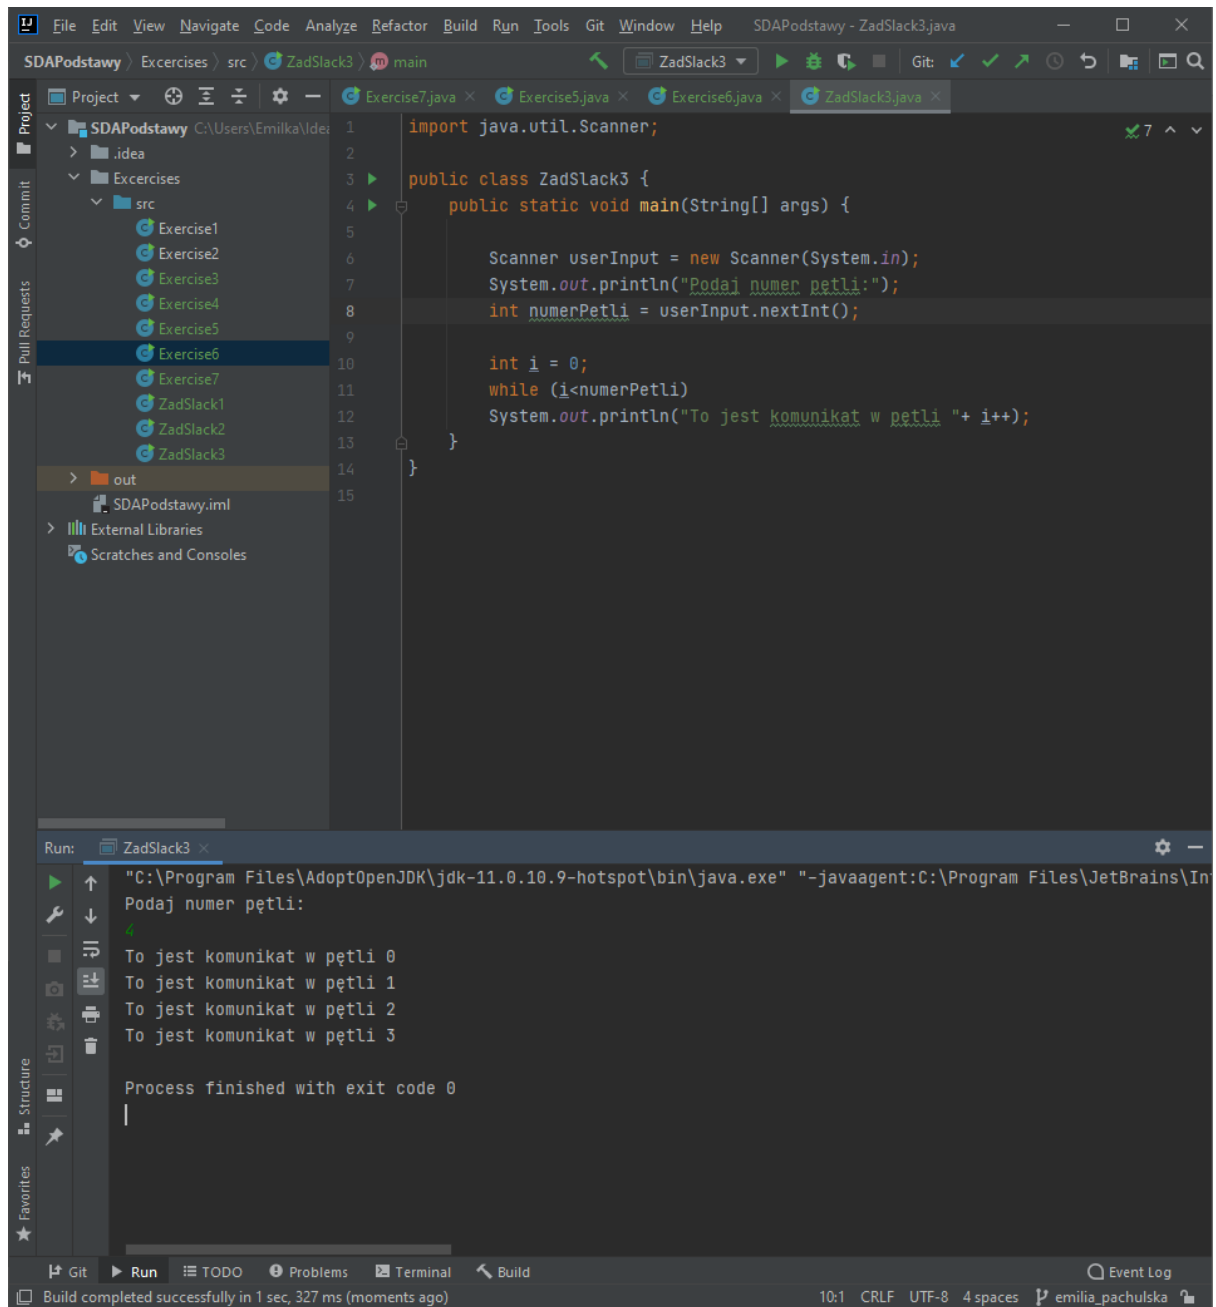 File Edit View Navigate Code Analyze Refactor Build Run Tools Git Window Help SDAPodstawy - ZadSlack3.java
SDAPodstawy Excercises src ZadSlack3 main ZadSlack3 Git:
Project Exercise7.java Exercise5.java Exercise6.java ZadSlack3.java
Project
Commit
Pull Requests
SDAPodstawy C:\Users\Emilka\Idea
.idea
Excercises
src
Exercise1
Exercise2
Exercise3
Exercise4
Exercise5
Exercise6
Exercise7
ZadSlack1
ZadSlack2
ZadSlack3
out
SDAPodstawy.iml
External Libraries
Scratches and Consoles
7
1 import java.util.Scanner;
2
3 public class ZadSlack3 {
4 public static void main(String[] args) {
5
6 Scanner userInput = new Scanner(System.in);
7 System.out.println("Podaj numer pętli:");
8 int numerPetli = userInput.nextInt();
9
10 int i = 0;
11 while (i<numerPetli)
12 System.out.println("To jest komunikat w pętli "+ i++);
13 }
14 }
15
Run: ZadSlack3
"C:\Program Files\AdoptOpenJDK\jdk-11.0.10.9-hotspot\bin\java.exe" "-javaagent:C:\Program Files\JetBrains\In
Podaj numer pętli:
4
To jest komunikat w pętli 0
To jest komunikat w pętli 1
To jest komunikat w pętli 2
To jest komunikat w pętli 3
Process finished with exit code 0
Structure
Favorites
Git Run TODO Problems Terminal Build Event Log
Build completed successfully in 1 sec, 327 ms (moments ago) 10:1 CRLF UTF-8 4 spaces emilia_pachulska